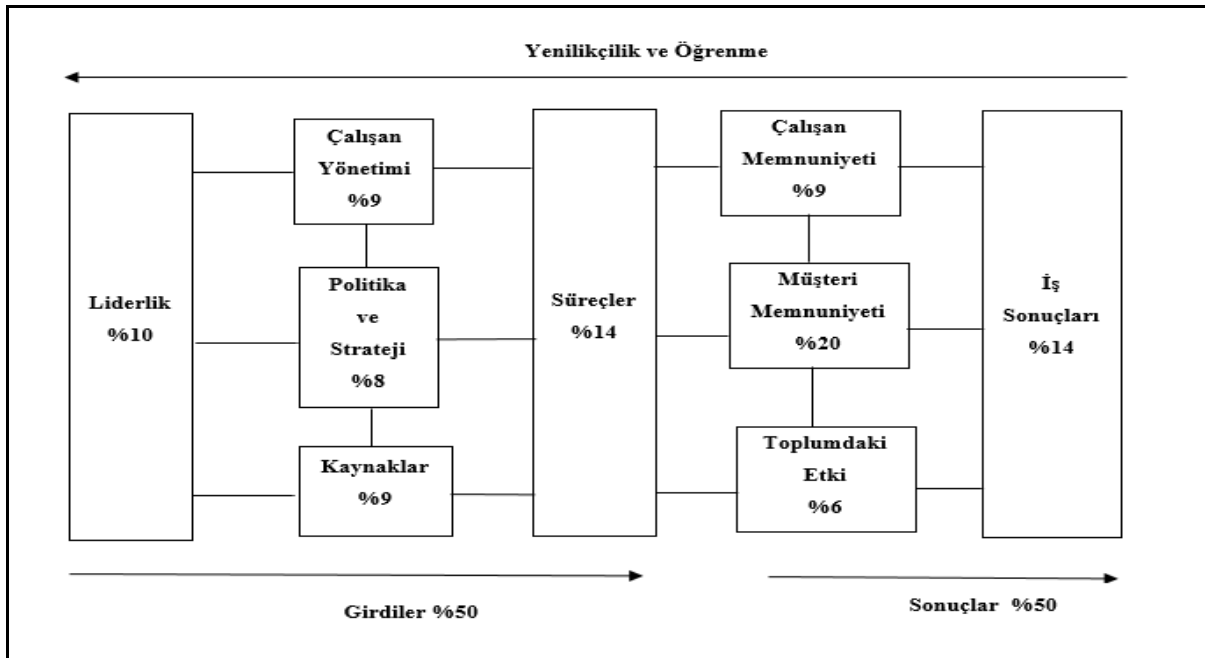 Yenilikçilik ve Öğrenme
Liderlik
%10
Çalışan
Yönetimi
%9
Politika
ve
Strateji
%8
Kaynaklar
%9
Süreçler
%14
Çalışan
Memnuniyeti
%9
Müşteri
Memnuniyeti
%20
Toplumdaki
Etki
%6
İş
Sonuçları
%14
Girdiler %50
Sonuçlar %50